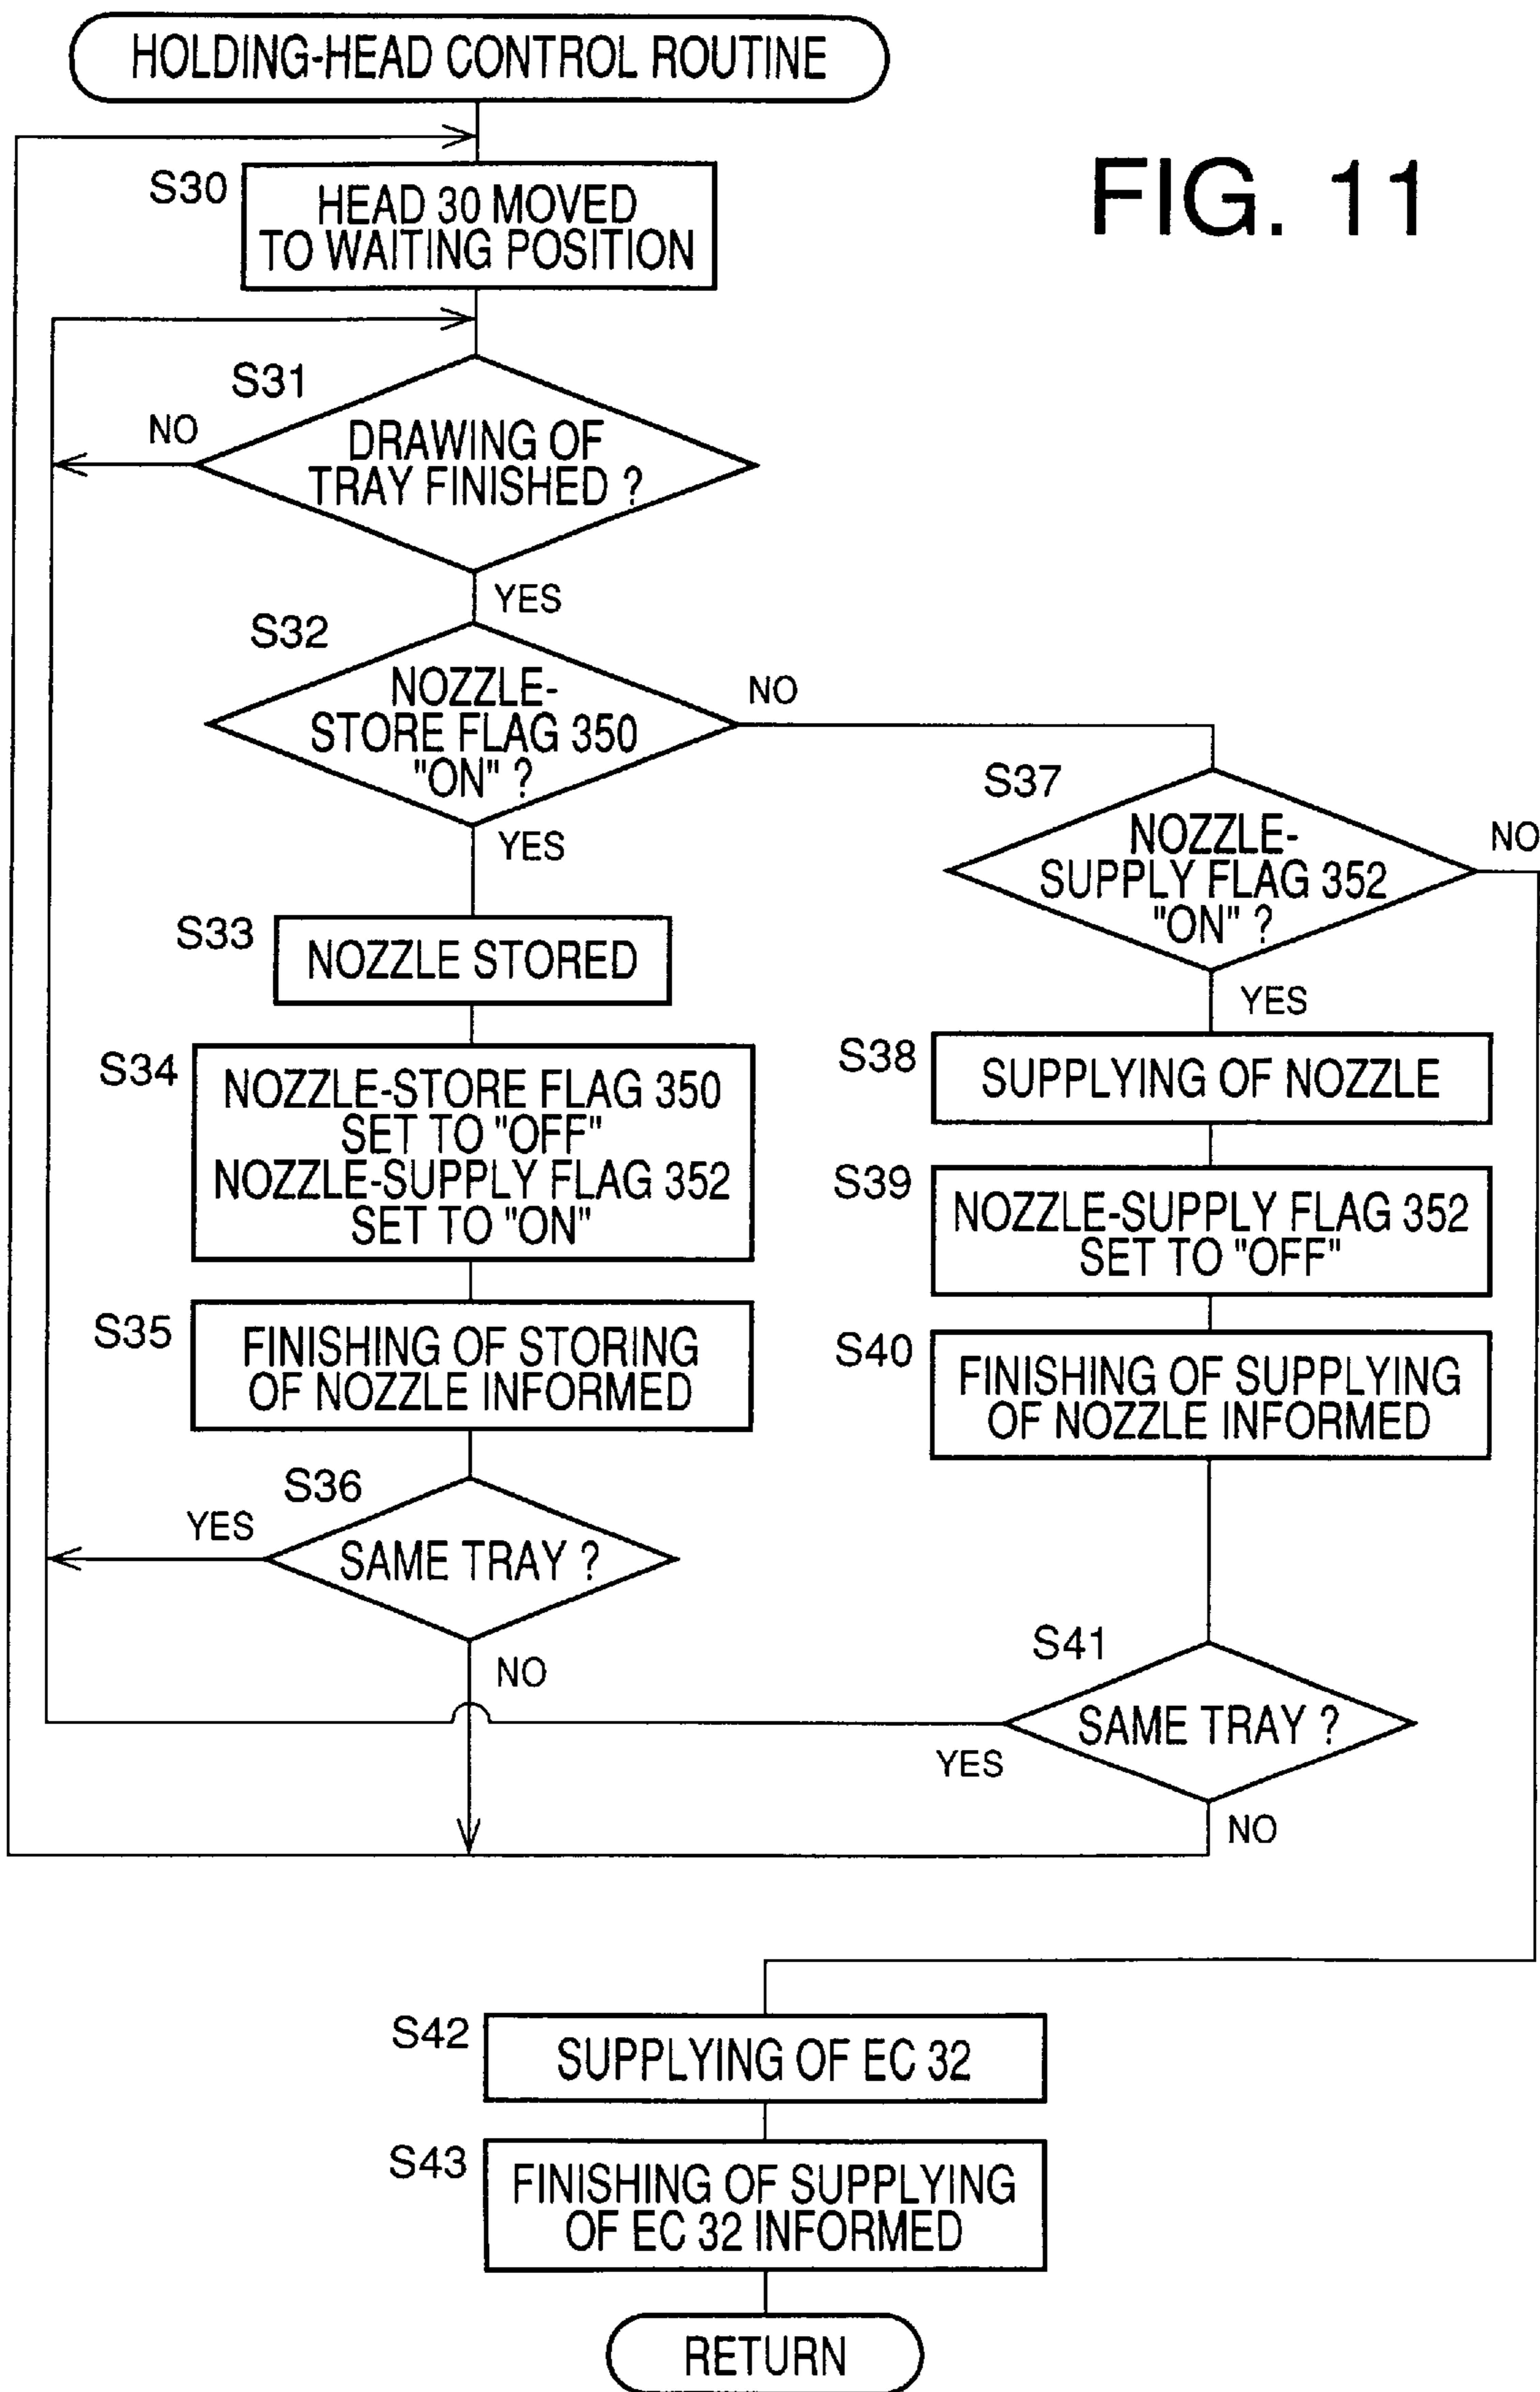 HOLDING-HEAD CONTROL ROUTINE
FIG. 11
S30
HEAD 30 MOVED
TO WAITING POSITION
S31
NO
DRAWING OF
TRAY FINISHED ?
YES
S32
NOZZLE-
STORE FLAG 350
"ON" ?
NO
YES
S33
NOZZLE STORED
S34
NOZZLE-STORE FLAG 350
SET TO "OFF"
NOZZLE-SUPPLY FLAG 352
SET TO "ON"
S35
FINISHING OF STORING
OF NOZZLE INFORMED
S36
YES
SAME TRAY ?
NO
S37
NOZZLE-
SUPPLY FLAG 352
"ON" ?
NO
YES
S38
SUPPLYING OF NOZZLE
S39
NOZZLE-SUPPLY FLAG 352
SET TO "OFF"
S40
FINISHING OF SUPPLYING
OF NOZZLE INFORMED
S41
SAME TRAY ?
YES
NO
S42
SUPPLYING OF EC 32
S43
FINISHING OF SUPPLYING
OF EC 32 INFORMED
RETURN